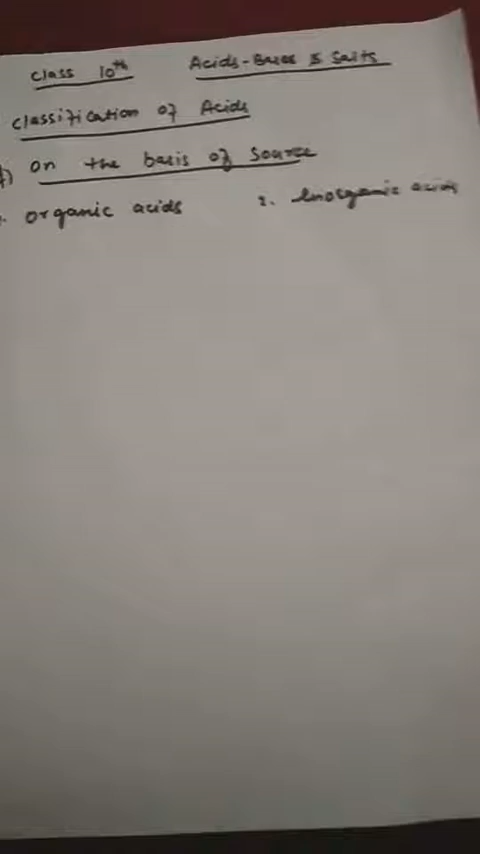 Class 10th Acids-Bases & Salts
Classification of Acids
on the basis of source
organic acids 2. Inorganic acids